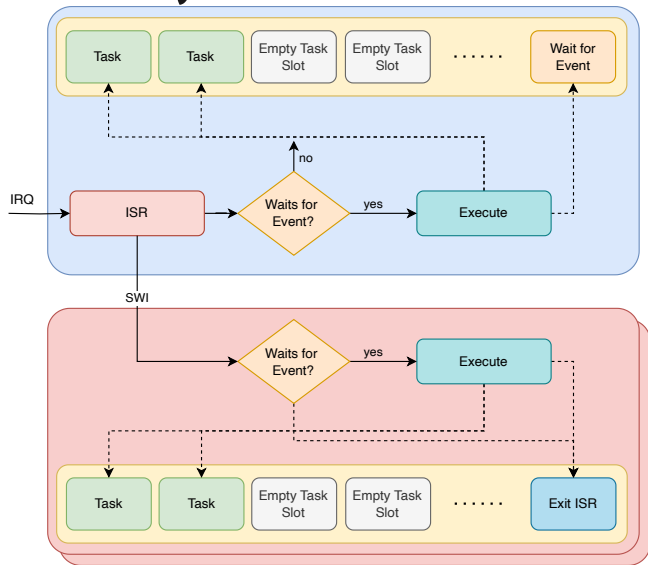 Task
Task
Empty Task
Slot
Empty Task
Slot
Wait for
Event
no
IRQ
ISR
Waits for
Event?
yes
Execute
SWI
Waits for
Event?
yes
Execute
Task
Task
Empty Task
Slot
Empty Task
Slot
Exit ISR